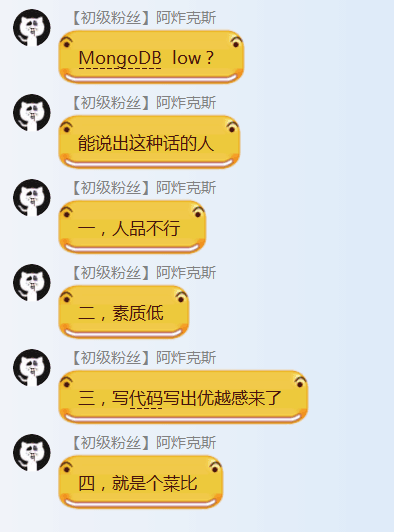 【初级粉丝】阿炸克斯
MongoDB low？
【初级粉丝】阿炸克斯
能说出这种话的人
【初级粉丝】阿炸克斯
一，人品不行
【初级粉丝】阿炸克斯
二，素质低
【初级粉丝】阿炸克斯
三，写代码写出优越感来了
【初级粉丝】阿炸克斯
四，就是个菜比